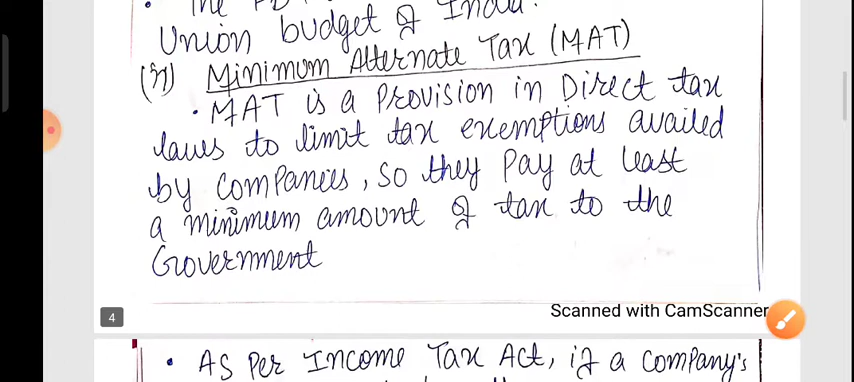 • The
Union budget of India.
(ix) Minimum Alternate Tax (MAT)
• MAT is a provision in Direct tax
laws to limit tax exemptions availed
by companies, so they pay at least
a minimum amount of tax to the
Government
Scanned with CamScanner
4
• As per Income Tax Act, if a company's